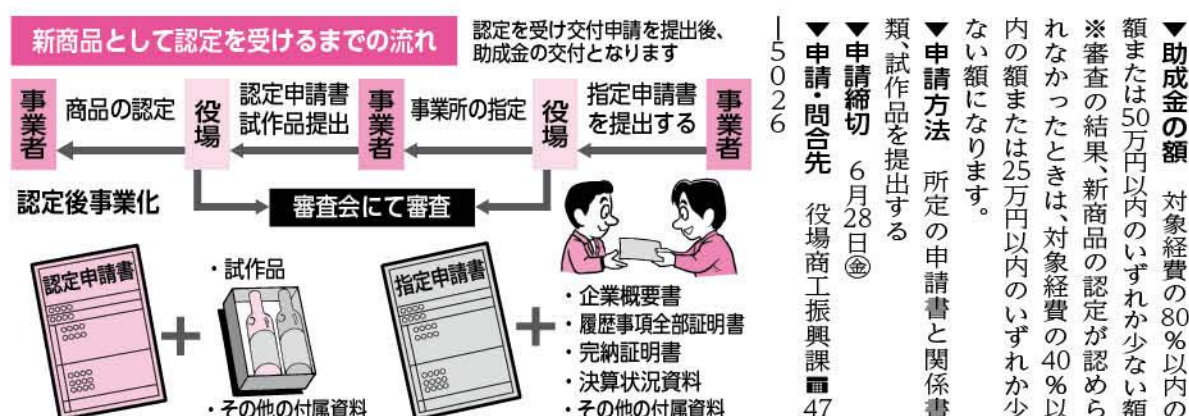 新商品として認定を受けるまでの流れ
認定を受け交付申請を提出後、
助成金の交付となります
事業者
指定申請書
を提出する
役場
事業所の指定
事業者
認定申請書
試作品提出
役場
商品の認定
事業者
認定後事業化
審査会にて審査
認定申請書
・試作品
・その他の付属資料
指定申請書
・企業概要書
・履歴事項全部証明書
・完納証明書
・決算状況資料
・その他の付属資料
▼助成金の額 対象経費の80%以内の
額または50万円以内のいずれか少ない額
※審査の結果、新商品の認定が認めら
れなかったときは、対象経費の40%以
内の額または25万円以内のいずれか少
ない額になります。
▼申請方法 所定の申請書と関係書
類、試作品を提出する
▼申請締切 6月28日㊎
▼申請・問合先 役場商工振興課☎47
―5026